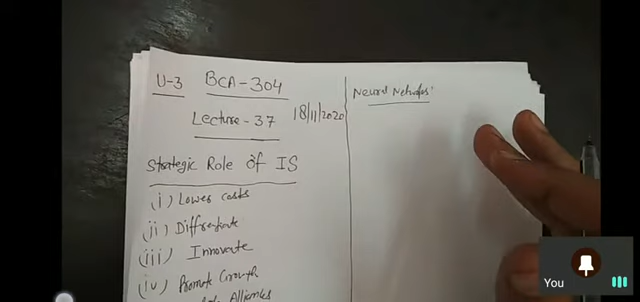 U-3 BCA-304
Lecture-37 18/11/2020
Strategic Role of IS
(i) Lower costs
(ii) Differentiate
(iii) Innovate
(iv) Promote Growth
Alliances
Neural Networks:
You